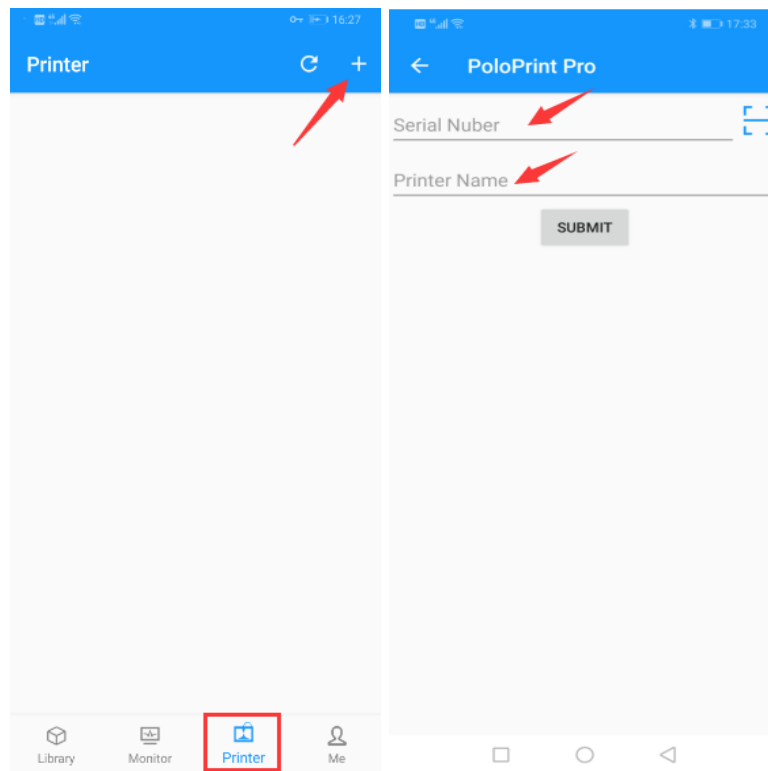 16:27
Printer
Library
Monitor
Printer
Me
17:33
PoloPrint Pro
Serial Nuber
Printer Name
SUBMIT